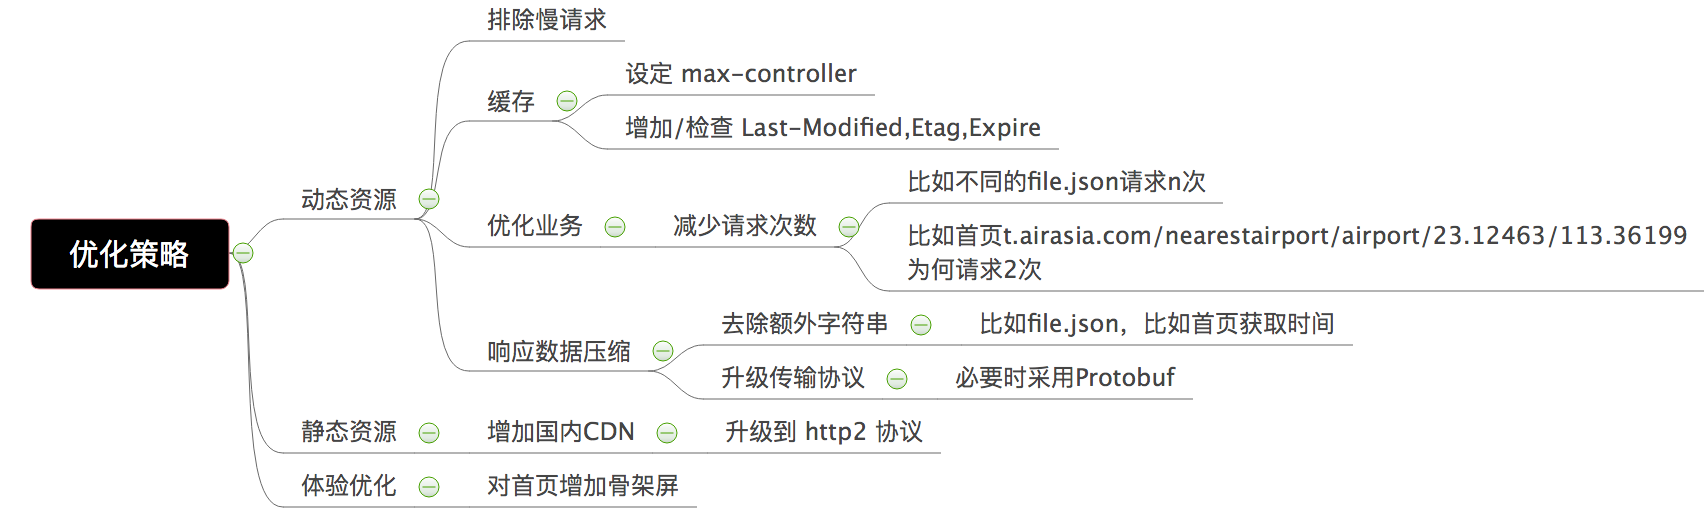 优化策略
动态资源
排除慢请求
缓存
设定 max-controller
增加/检查 Last-Modified,Etag,Expire
优化业务
减少请求次数
比如不同的file.json请求n次
比如首页t.airasia.com/nearestairport/airport/23.12463/113.36199
为何请求2次
响应数据压缩
去除额外字符串
比如file.json，比如首页获取时间
升级传输协议
必要时采用Protobuf
静态资源
增加国内CDN
升级到 http2 协议
体验优化
对首页增加骨架屏